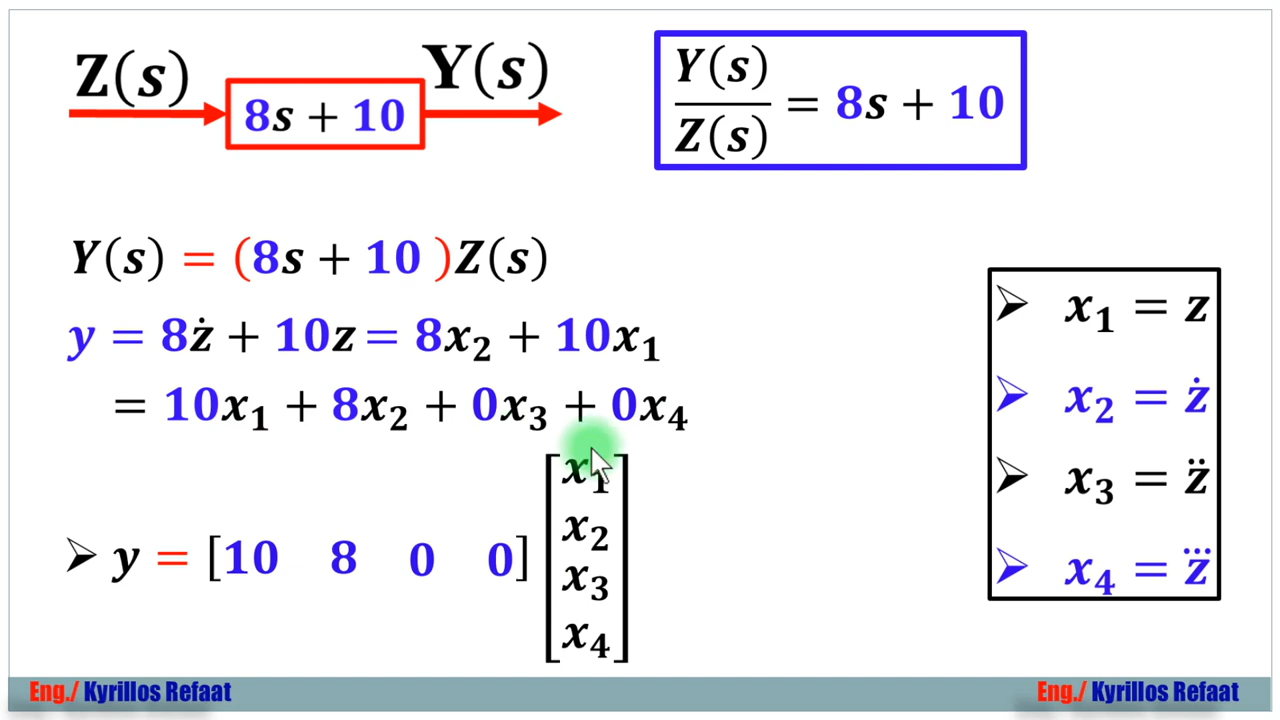 Z(s) Y(s)
8s + 10
Y(s)/Z(s) = 8s + 10
Y(s) = (8s + 10 )Z(s)
y = 8ż + 10z = 8x₂ + 10x₁
= 10x₁ + 8x₂ + 0x₃ + 0x₄
➢ y = [10 8 0 0] [x₁
x₂
x₃
x₄]
➢ x₁ = z
➢ x₂ = ż
➢ x₃ = z̈
➢ x₄ = z⃛
Eng./ Kyrillos Refaat
Eng./ Kyrillos Refaat